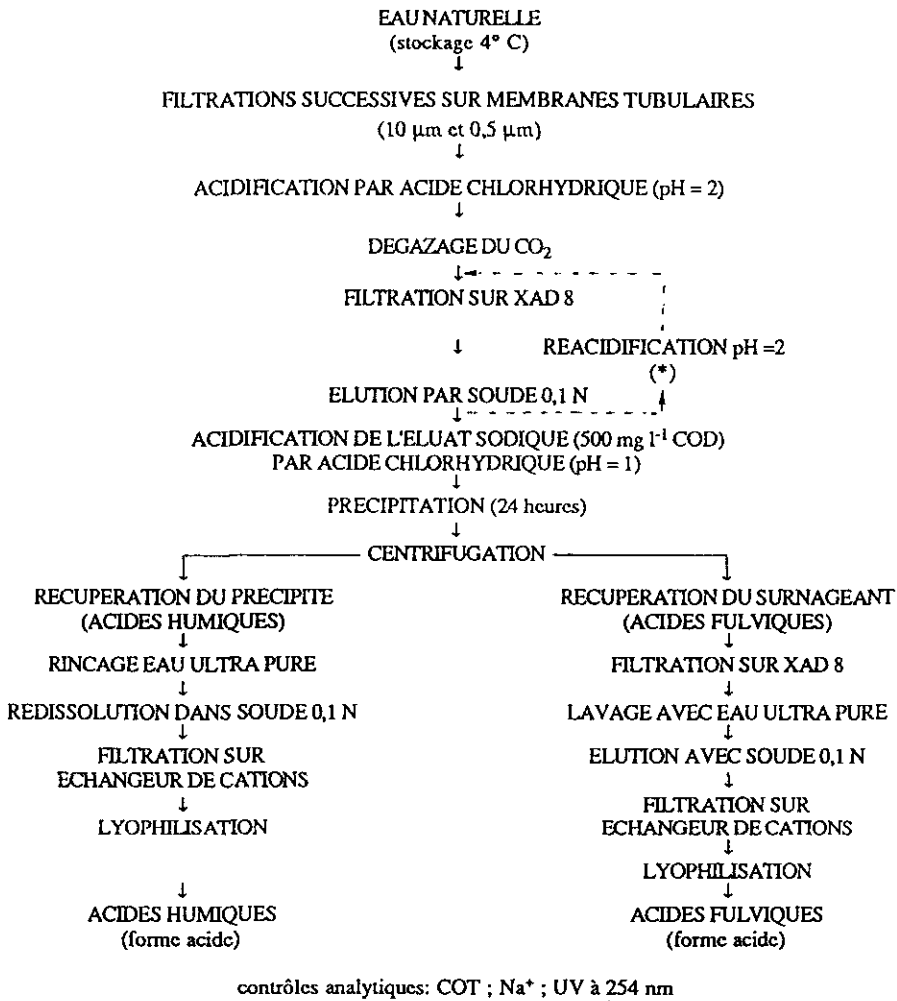 EAU NATURELLE
(stockage 4° C)
↓
FILTRATIONS SUCCESSIVES SUR MEMBRANES TUBULAIRES
(10 µm et 0,5 µm)
↓
ACIDIFICATION PAR ACIDE CHLORHYDRIQUE (pH = 2)
↓
DEGAZAGE DU CO₂
↓
FILTRATION SUR XAD 8
↓
REACIDIFICATION pH =2
(*)
ELUTION PAR SOUDE 0,1 N
↓
ACIDIFICATION DE L'ELUAT SODIQUE (500 mg l⁻¹ COD)
PAR ACIDE CHLORHYDRIQUE (pH = 1)
↓
PRECIPITATION (24 heures)
↓
CENTRIFUGATION
RECUPERATION DU PRECIPITE
(ACIDES HUMIQUES)
↓
RINCAGE EAU ULTRA PURE
↓
REDISSOLUTION DANS SOUDE 0,1 N
↓
FILTRATION SUR
ECHANGEUR DE CATIONS
↓
LYOPHILISATION
↓
ACIDES HUMIQUES
(forme acide)
RECUPERATION DU SURNAGEANT
(ACIDES FULVIQUES)
↓
FILTRATION SUR XAD 8
↓
LAVAGE AVEC EAU ULTRA PURE
↓
ELUTION AVEC SOUDE 0,1 N
↓
FILTRATION SUR
ECHANGEUR DE CATIONS
↓
LYOPHILISATION
↓
ACIDES FULVIQUES
(forme acide)
contrôles analytiques: COT ; Na⁺ ; UV à 254 nm